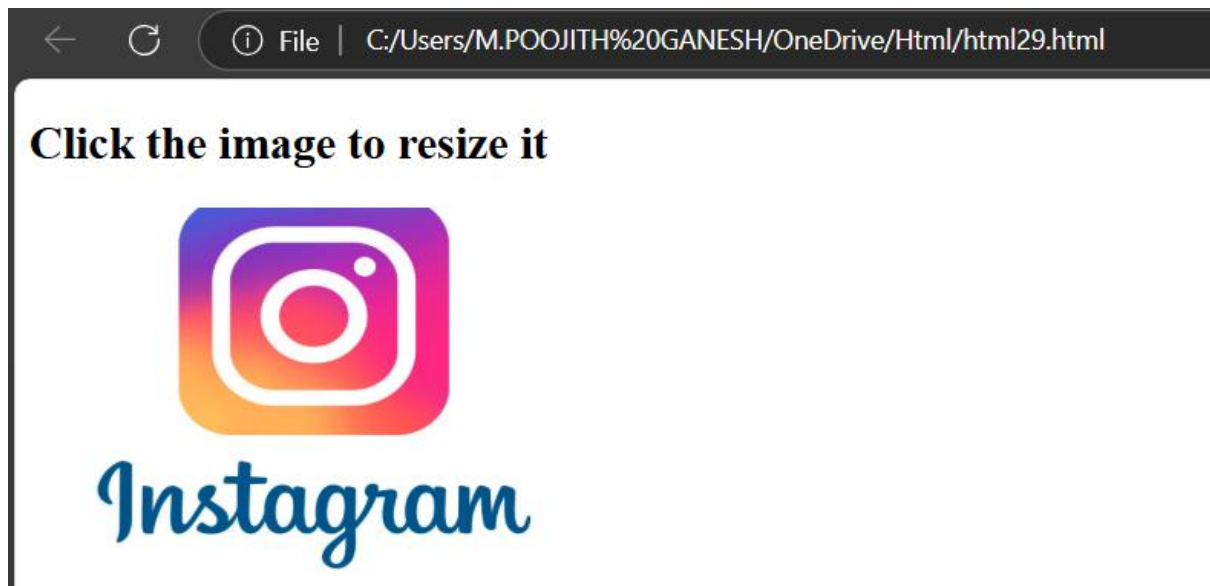 File | C:/Users/M.POOJITH%20GANESH/OneDrive/Html/html29.html
Click the image to resize it
Instagram